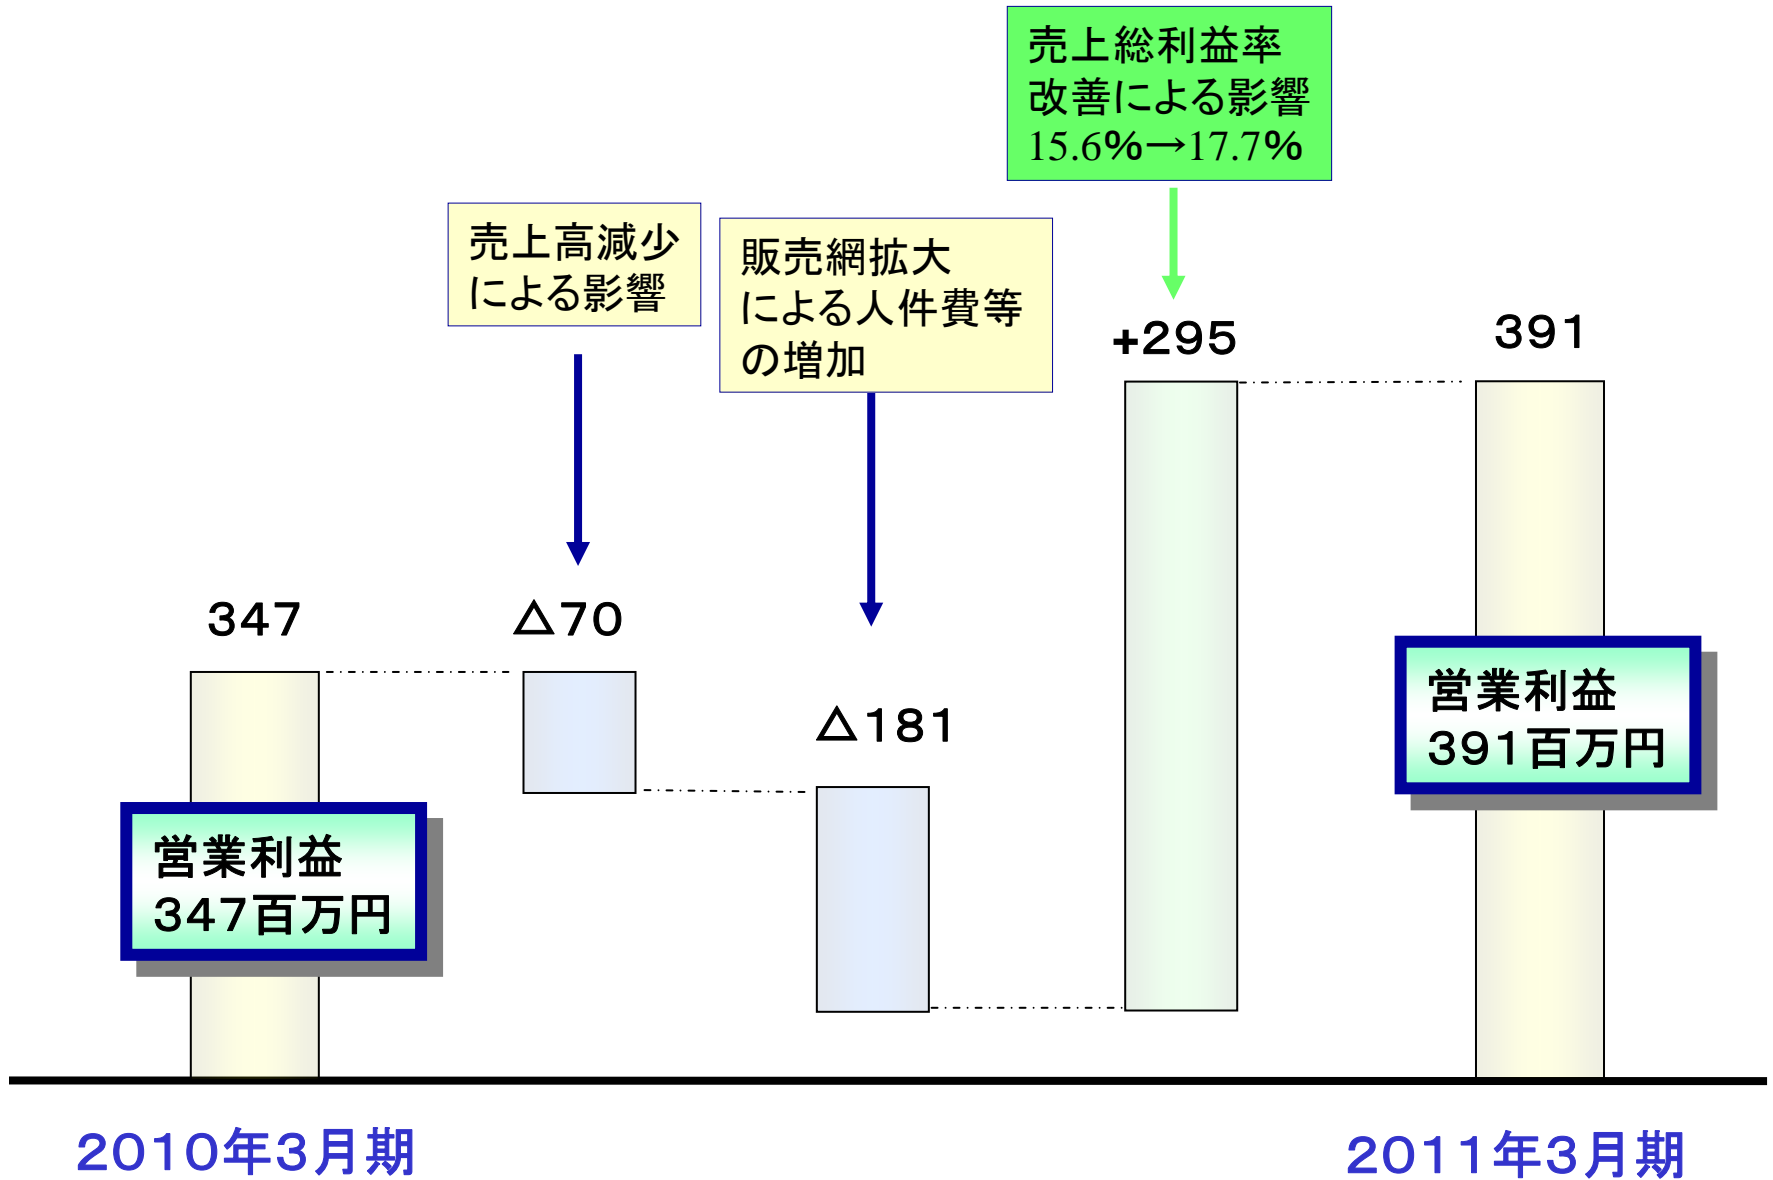 売上総利益率
改善による影響
15.6%→17.7%
売上高減少
による影響
販売網拡大
による人件費等
の増加
+295
391
347
△70
△181
営業利益
391百万円
営業利益
347百万円
2010年3月期
2011年3月期